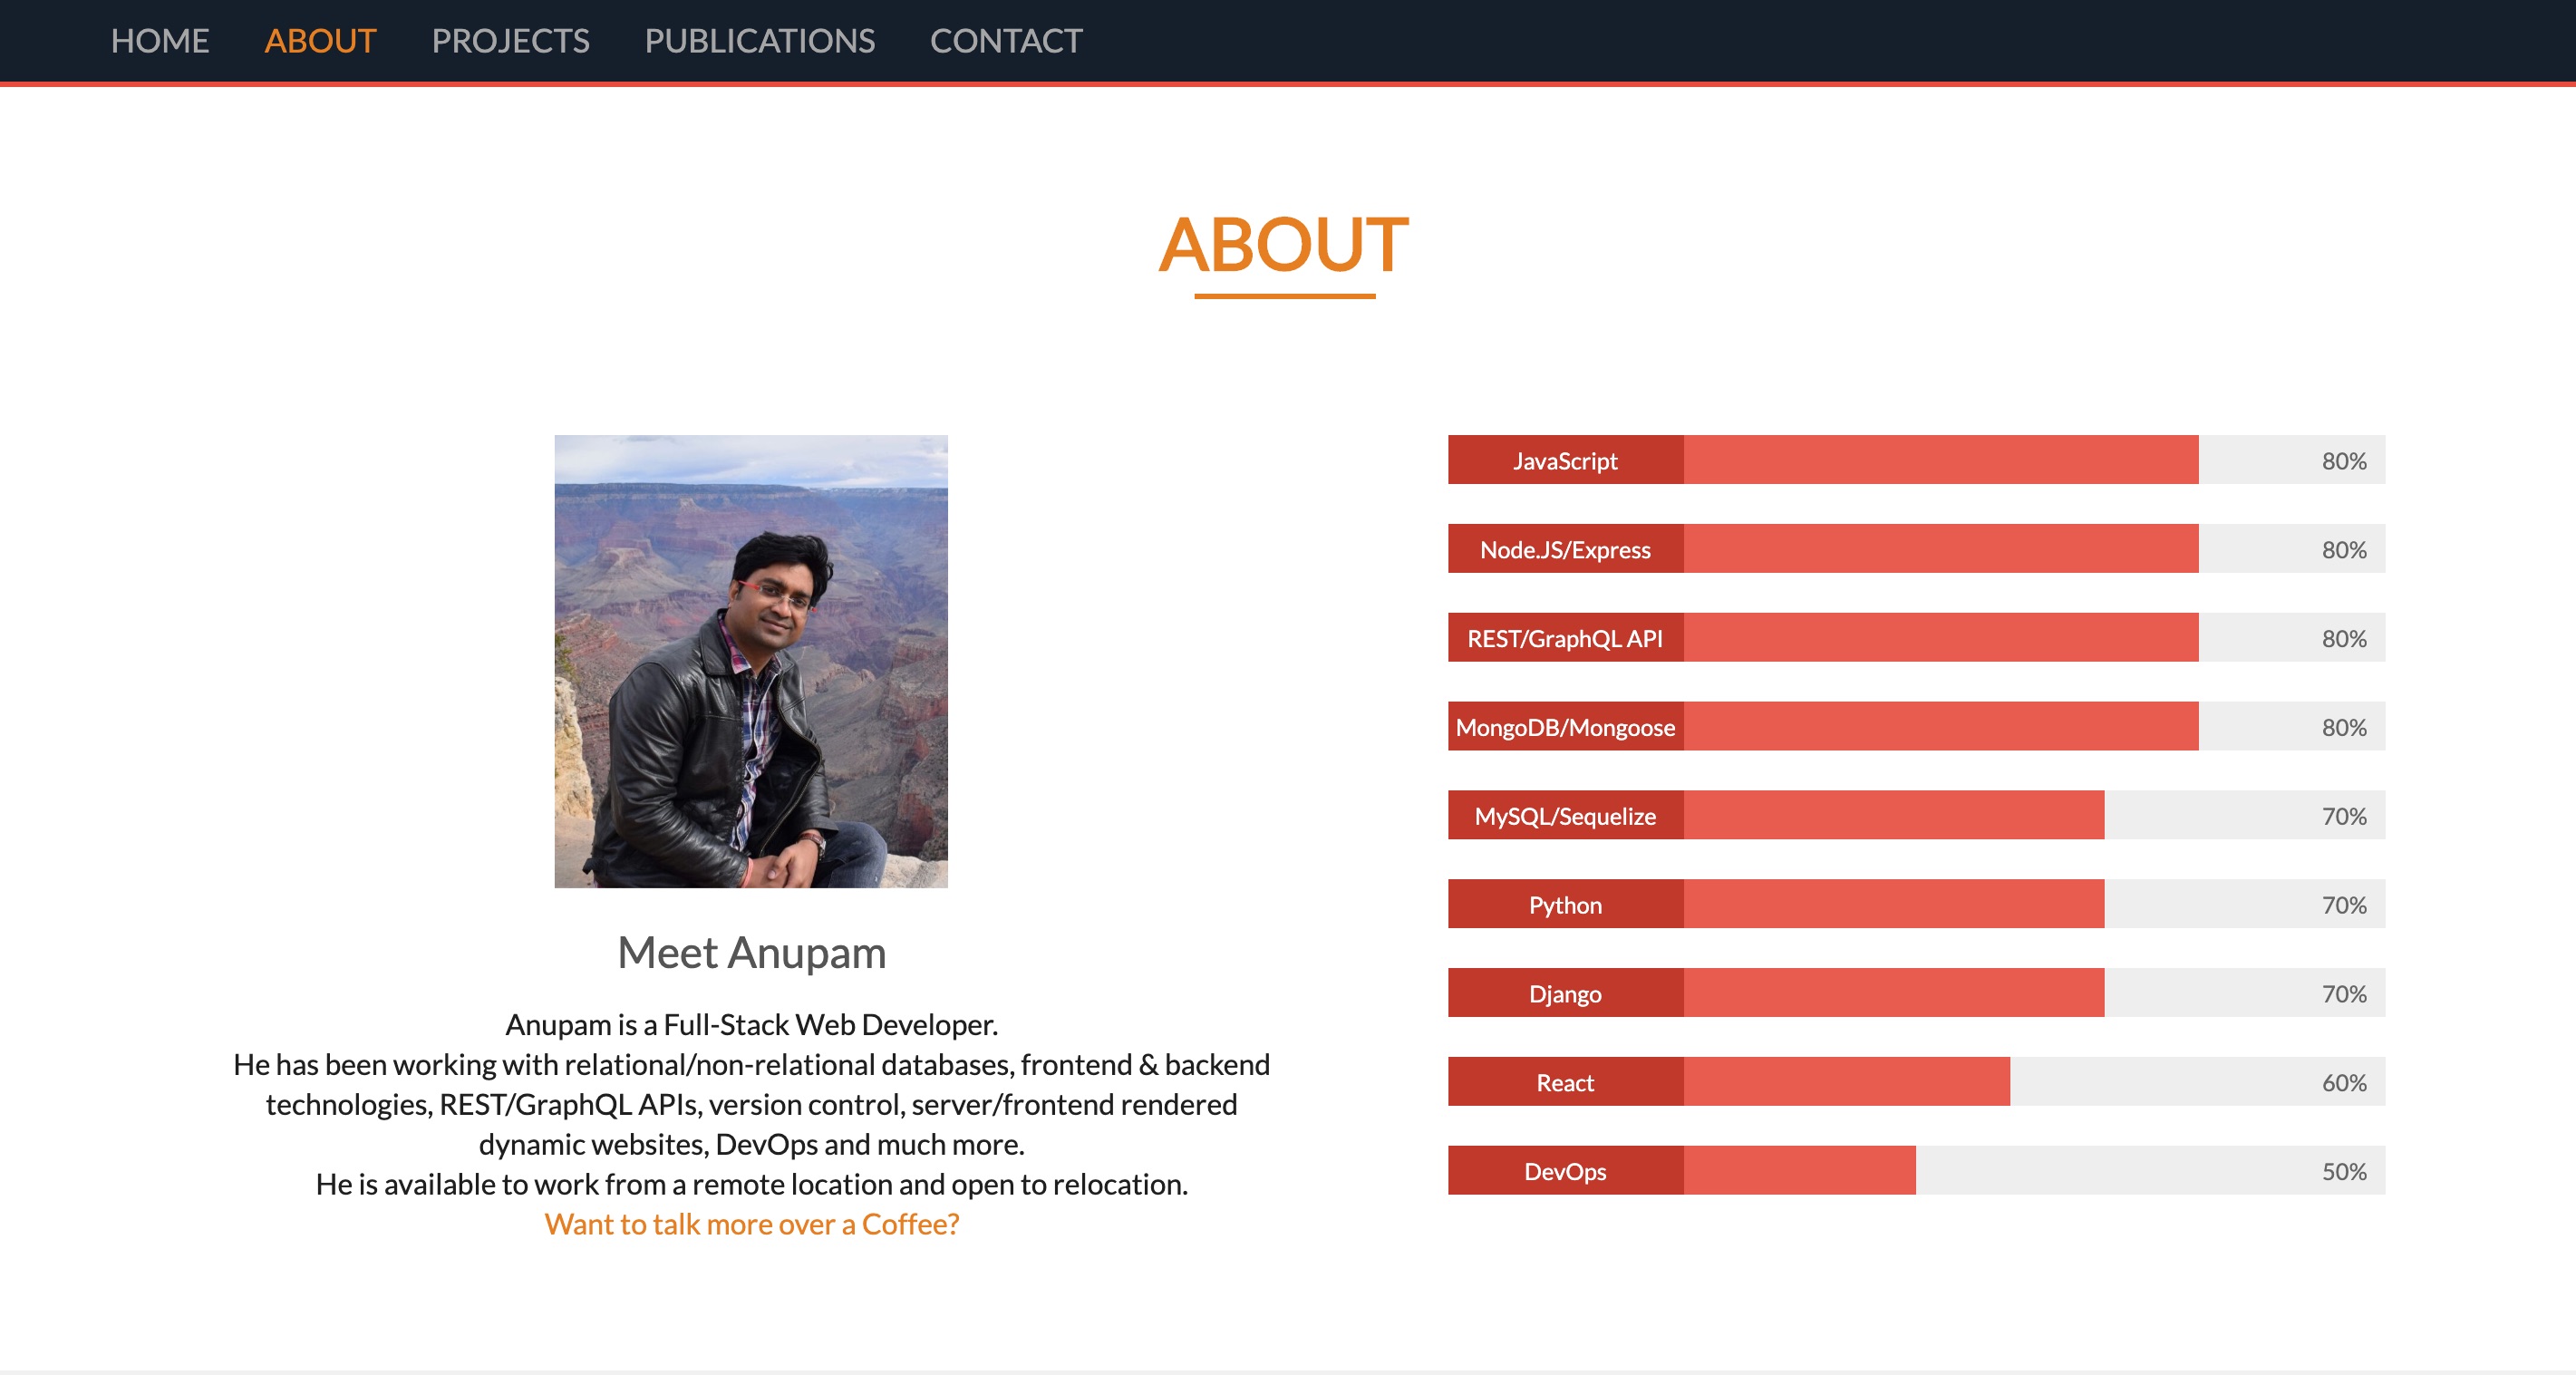 HOME ABOUT PROJECTS PUBLICATIONS CONTACT
ABOUT
Meet Anupam
Anupam is a Full-Stack Web Developer.
He has been working with relational/non-relational databases, frontend & backend
technologies, REST/GraphQL APIs, version control, server/frontend rendered
dynamic websites, DevOps and much more.
He is available to work from a remote location and open to relocation.
Want to talk more over a Coffee?
JavaScript 80%
Node.JS/Express 80%
REST/GraphQL API 80%
MongoDB/Mongoose 80%
MySQL/Sequelize 70%
Python 70%
Django 70%
React 60%
DevOps 50%